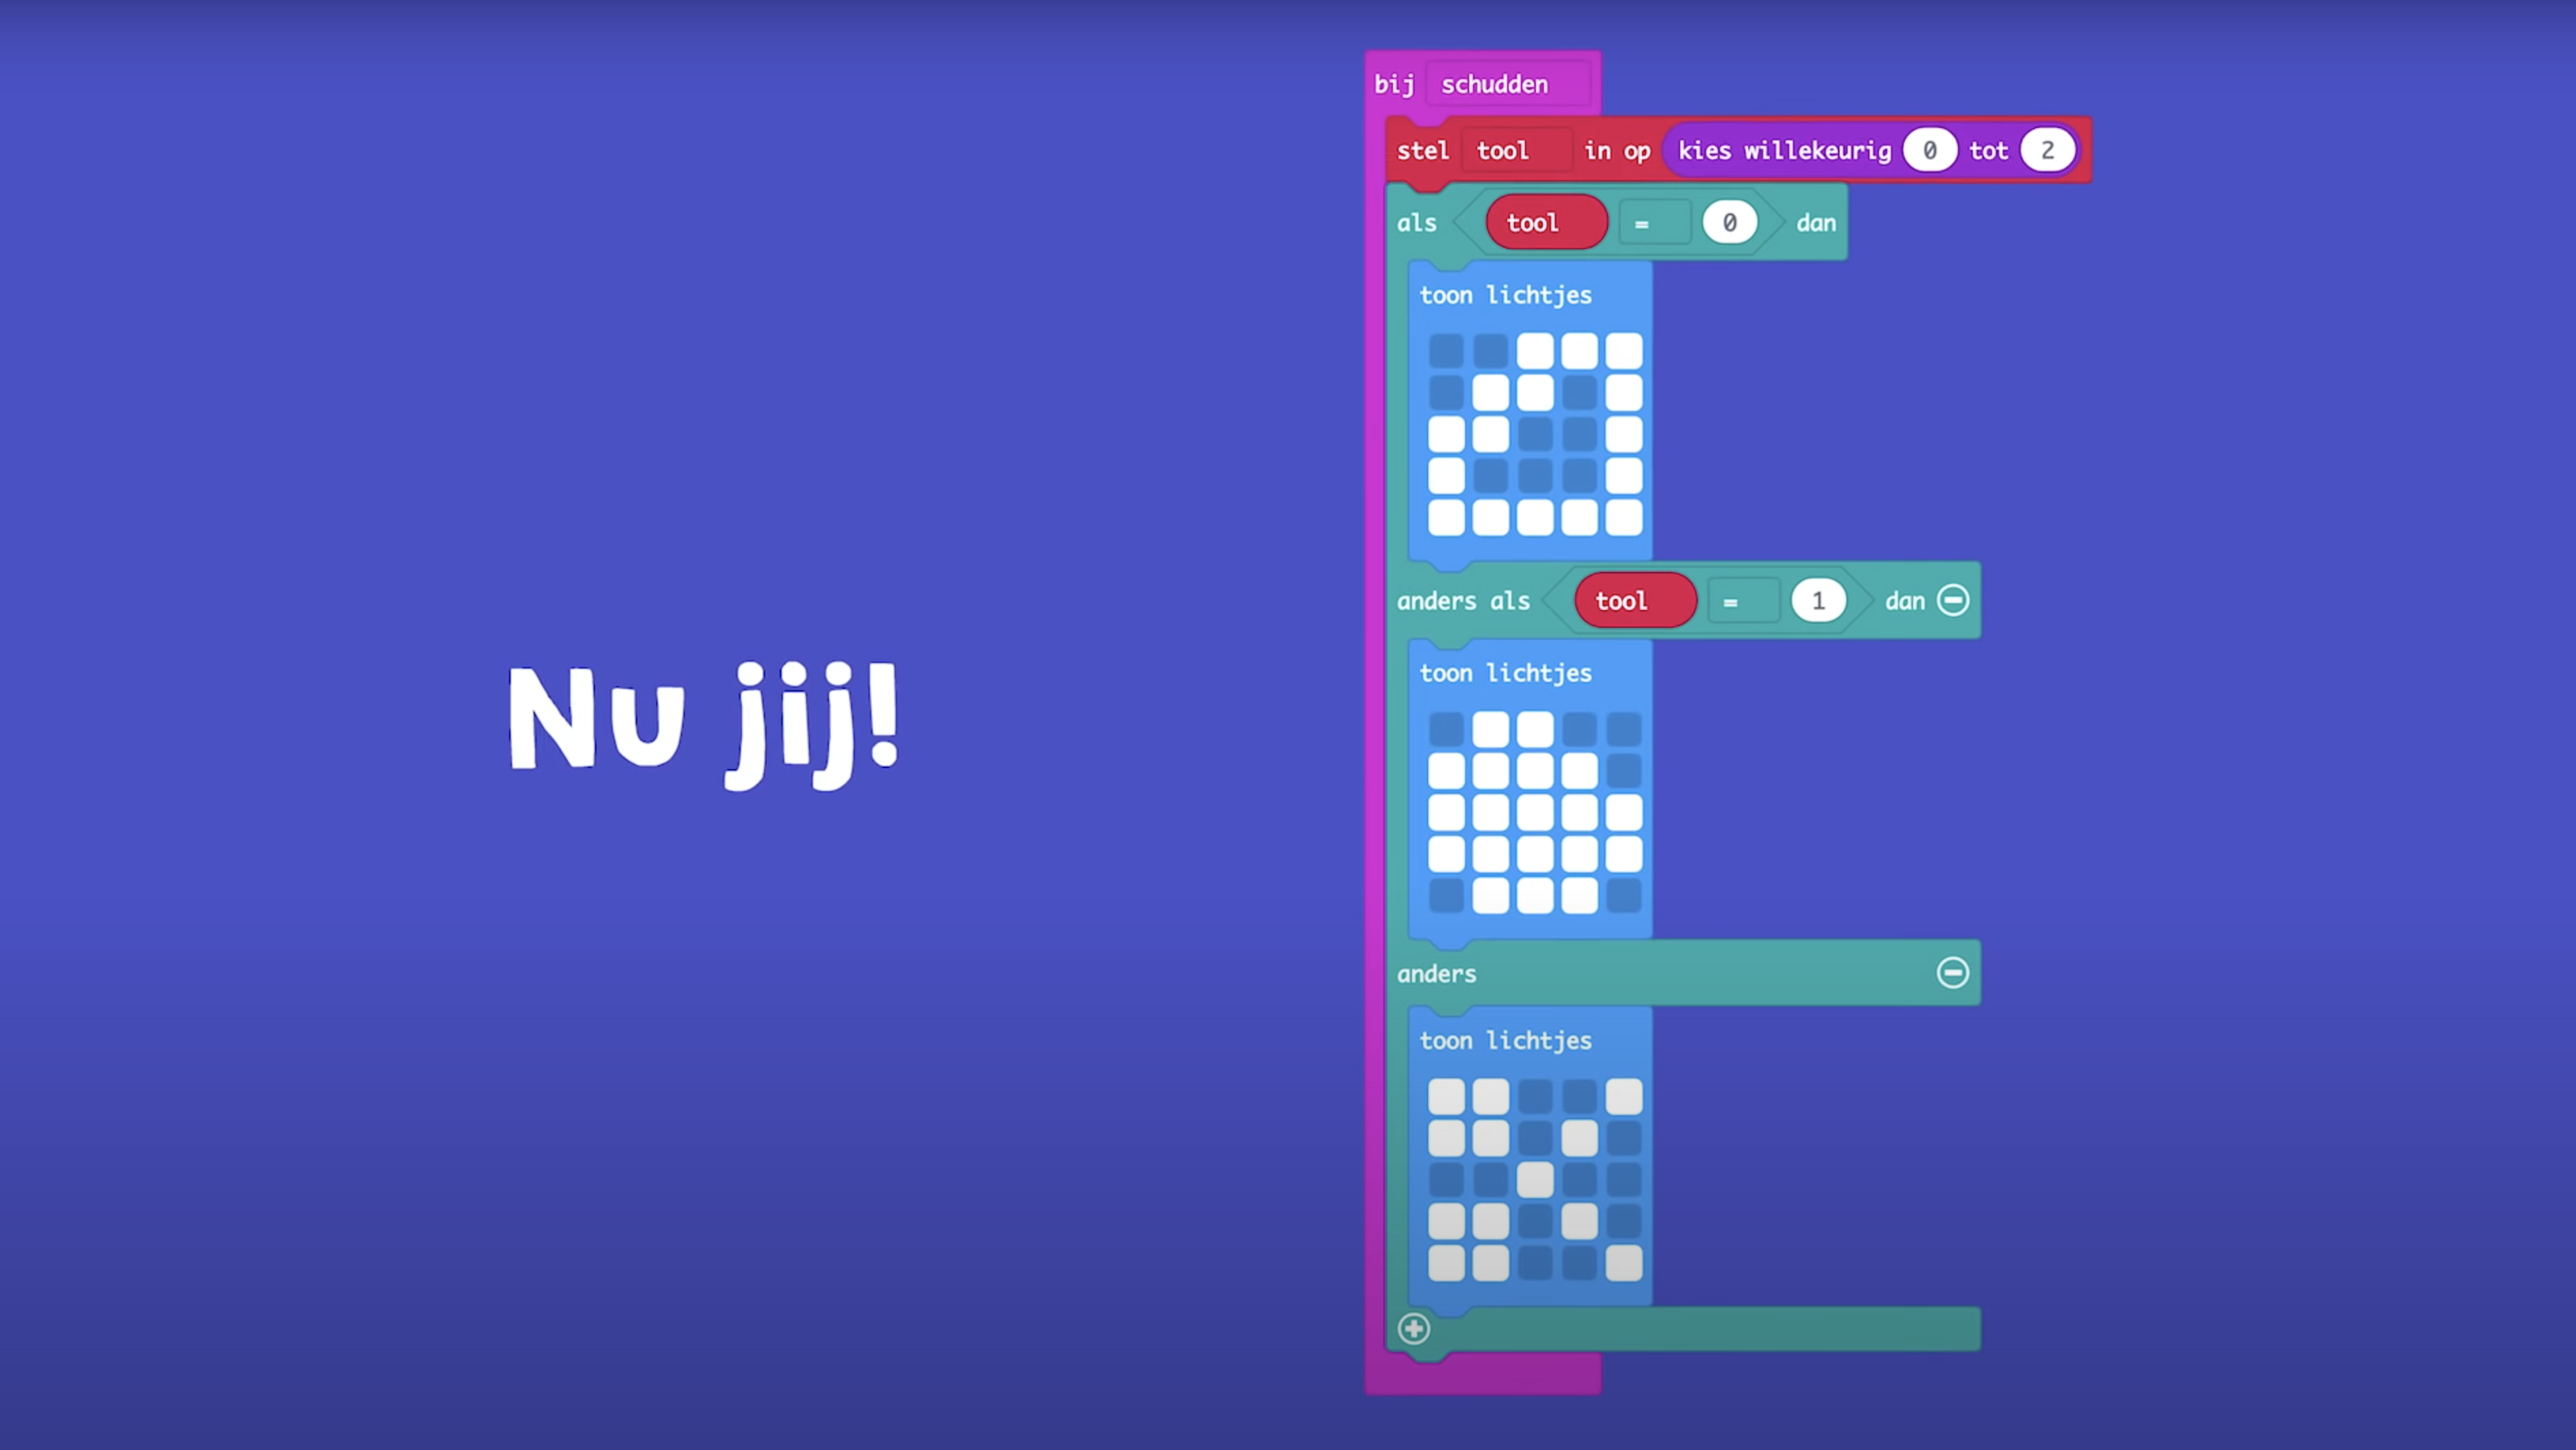 Nu jij!
bij schudden
stel tool in op kies willekeurig 0 tot 2
als tool = 0 dan
toon lichtjes
anders als tool = 1 dan
toon lichtjes
anders
toon lichtjes